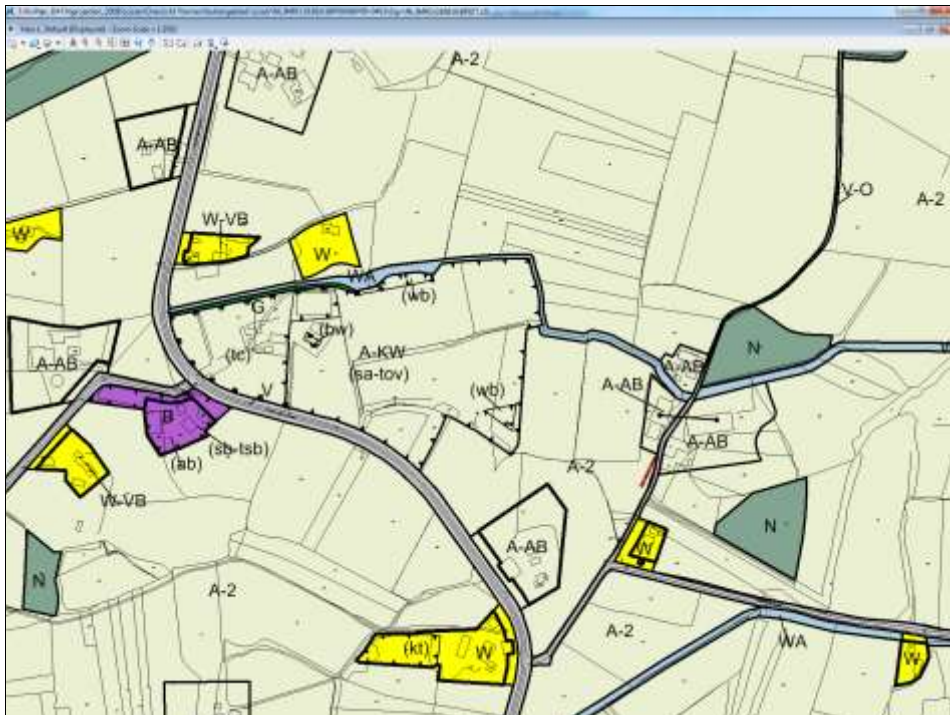 A-AB
A-2
A-AB
V-O
A-2
W-VB
W
W
WA
(wb)
G
(bw)
A-KW
(sa-tov)
(tc)
N
A-AB
A-AB
A-AB
(wb)
V
B
(sb-tsb)
(ab)
A-AB
A-2
W-VB
N
A-AB
W
N
A-2
(kt)
W
A-2
WA
W